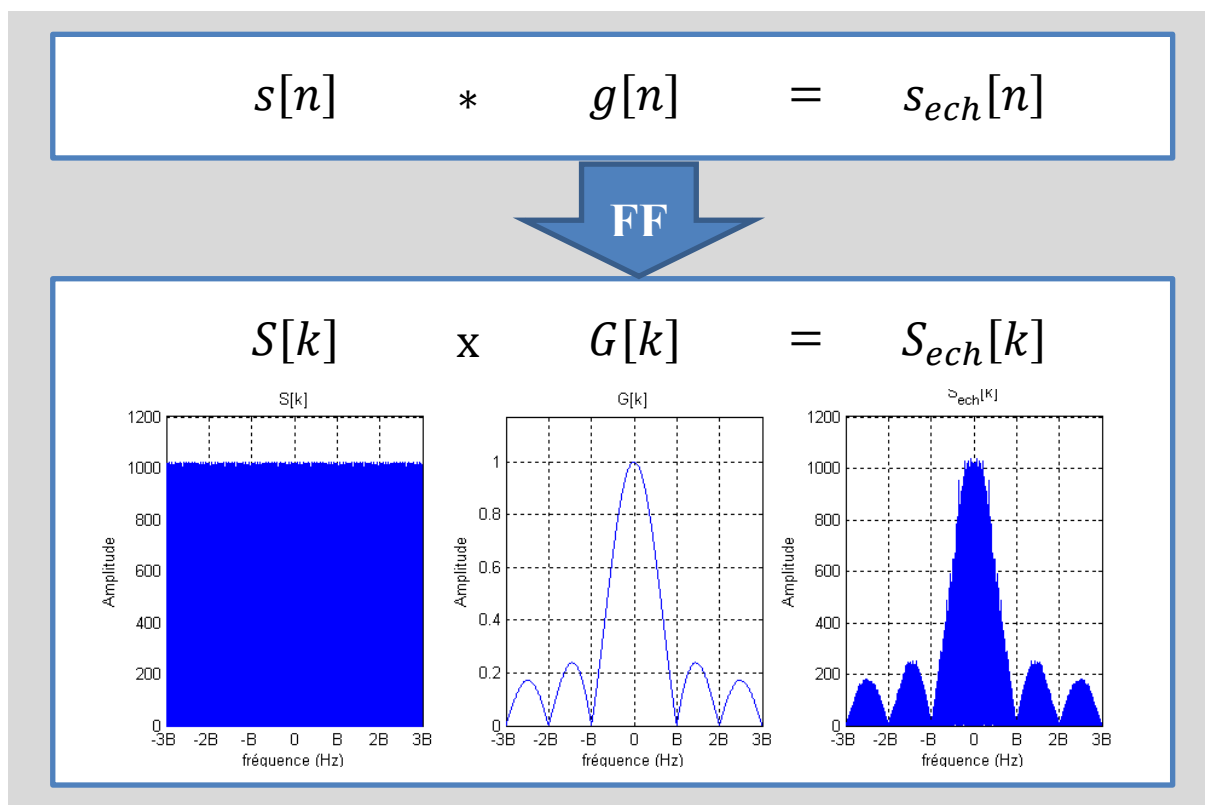 s[n] * g[n] = s_ech[n]
FF
S[k] x G[k] = S_ech[k]
S[k]
1200
1000
800
600
400
200
0
Amplitude
-3B -2B -B 0 B 2B 3B
fréquence (Hz)
G[k]
1
0.8
0.6
0.4
0.2
0
Amplitude
-3B -2B -B 0 B 2B 3B
fréquence (Hz)
S_ech[k]
1200
1000
800
600
400
200
0
Amplitude
-3B -2B -B 0 B 2B 3B
fréquence (Hz)